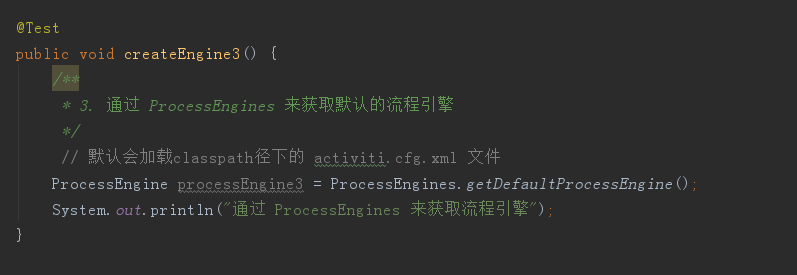 @Test
public void createEngine3() {
/**
* 3. 通过 ProcessEngines 来获取默认的流程引擎
*/
// 默认会加载classpath径下的 activiti.cfg.xml 文件
ProcessEngine processEngine3 = ProcessEngines.getDefaultProcessEngine();
System.out.println("通过 ProcessEngines 来获取流程引擎");
}